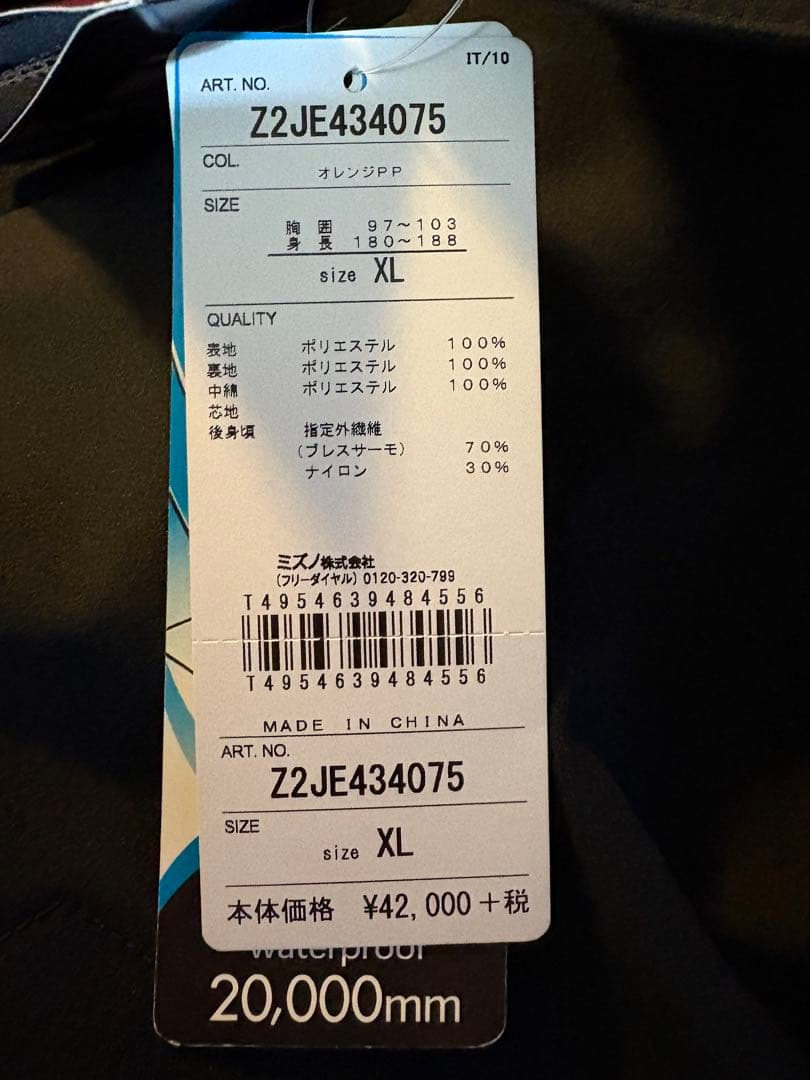 IT/10
ART. NO.
Z2JE434075
COL.
オレンジPP
SIZE
胸 囲 97～103
身 長 180～188
size XL
QUALITY
表地 ポリエステル 100%
裏地 ポリエステル 100%
中綿 ポリエステル 100%
芯地
後身頃 指定外繊維
(ブレスサーモ) 70%
ナイロン 30%
ミズノ株式会社
(フリーダイヤル) 0120-320-799
T4954639484556
T4954639484556
MADE IN CHINA
ART. NO.
Z2JE434075
SIZE
size XL
本体価格 ¥42,000+税
waterproof
20,000mm